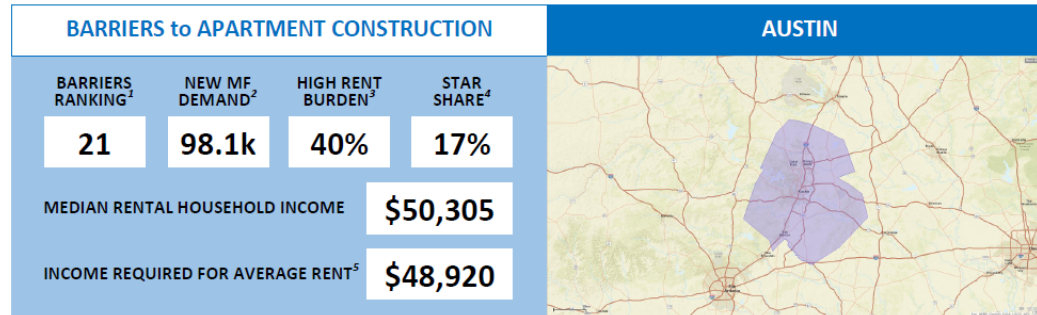 BARRIERS to APARTMENT CONSTRUCTION
AUSTIN
BARRIERS RANKING¹
NEW MF DEMAND²
HIGH RENT BURDEN³
STAR SHARE⁴
21
98.1k
40%
17%
MEDIAN RENTAL HOUSEHOLD INCOME
$50,305
INCOME REQUIRED FOR AVERAGE RENT⁵
$48,920